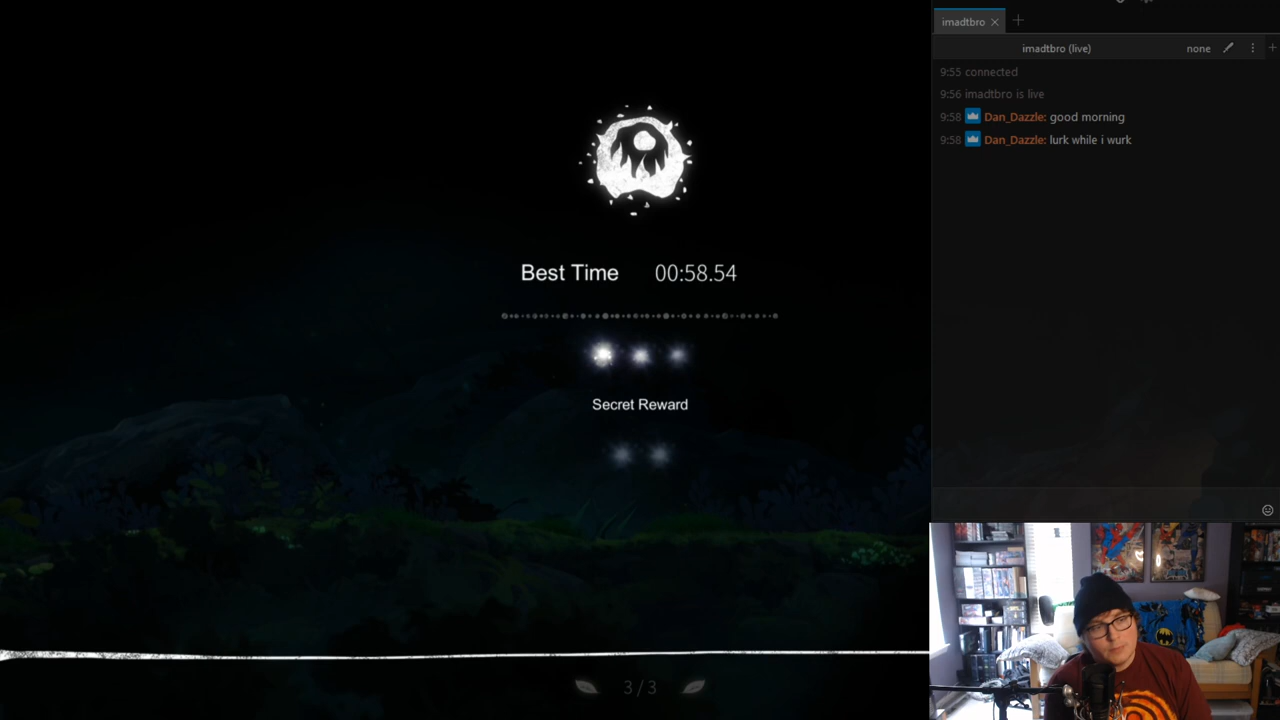 imadtbro
imadtbro (live)
none
9:55 connected
9:56 imadtbro is live
9:58 Dan_Dazzle: good morning
9:58 Dan_Dazzle: lurk while i wurk
Best Time 00:58.54
Secret Reward
3/3